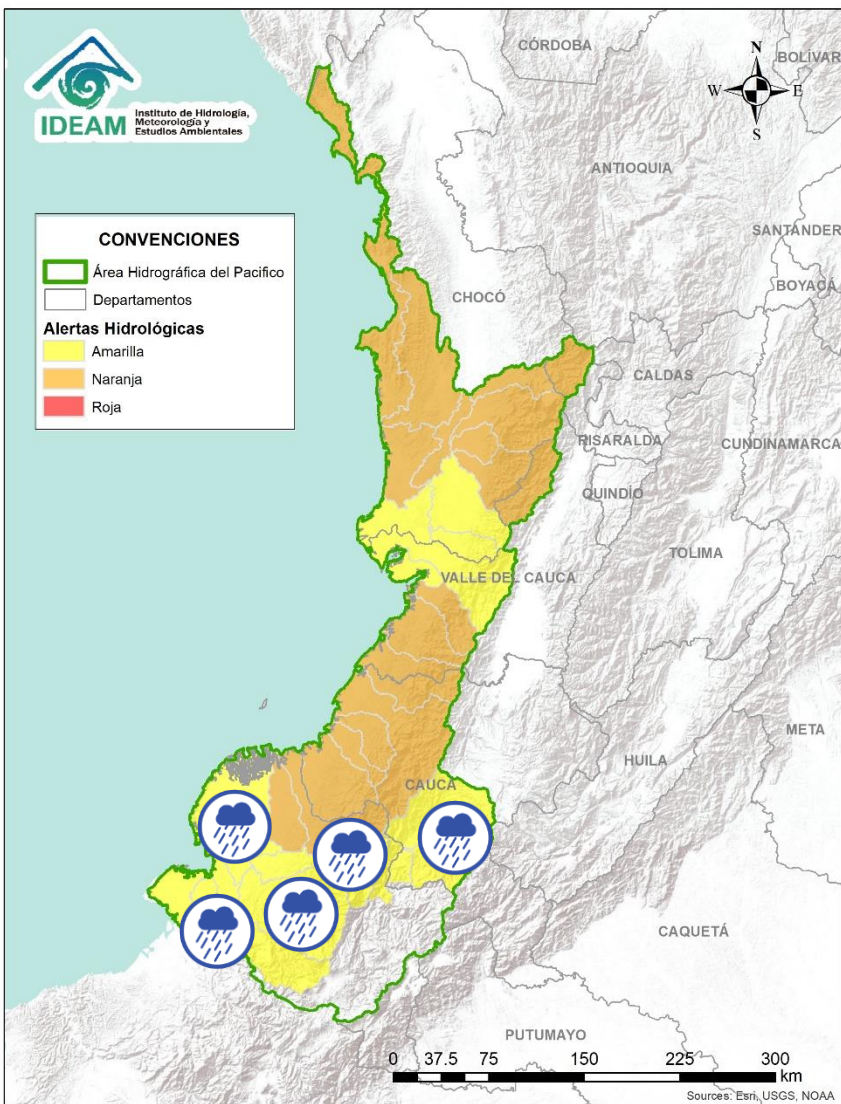 IDEAM
Instituto de Hidrología,
Meteorología y
Estudios Ambientales
N
W
E
S
CONVENCIONES
Área Hidrográfica del Pacifico
Departamentos
Alertas Hidrológicas
Amarilla
Naranja
Roja
CÓRDOBA
BOLÍVAR
ANTIOQUIA
SANTANDER
BOYACÁ
CHOCÓ
CALDAS
RISARALDA
CUNDINAMARCA
QUINDÍO
TOLIMA
VALLE DEL CAUCA
META
HUILA
CAUCA
CAQUETÁ
PUTUMAYO
0 37.5 75 150 225 300
km
Sources: Esri, USGS, NOAA